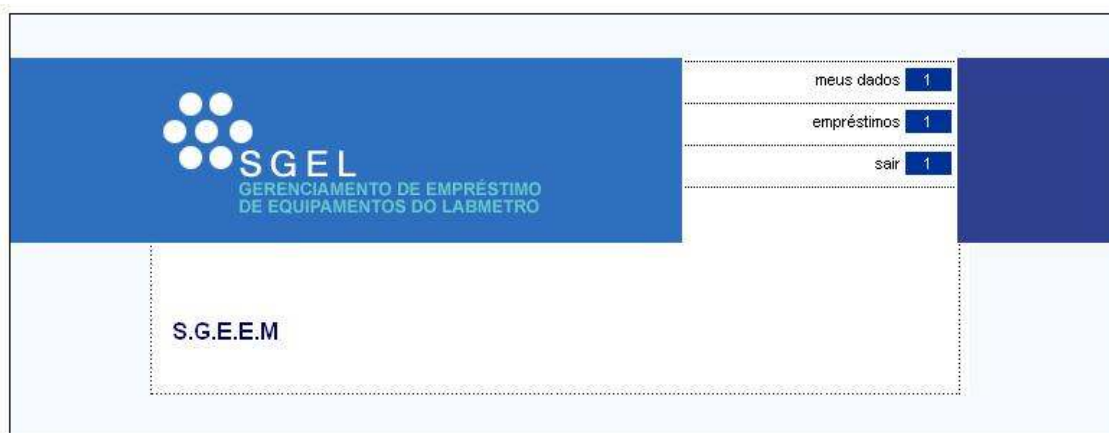 meus dados 1
empréstimos 1
sair 1
SGEL
GERENCIAMENTO DE EMPRÉSTIMO
DE EQUIPAMENTOS DO LABMETRO
S.G.E.E.M